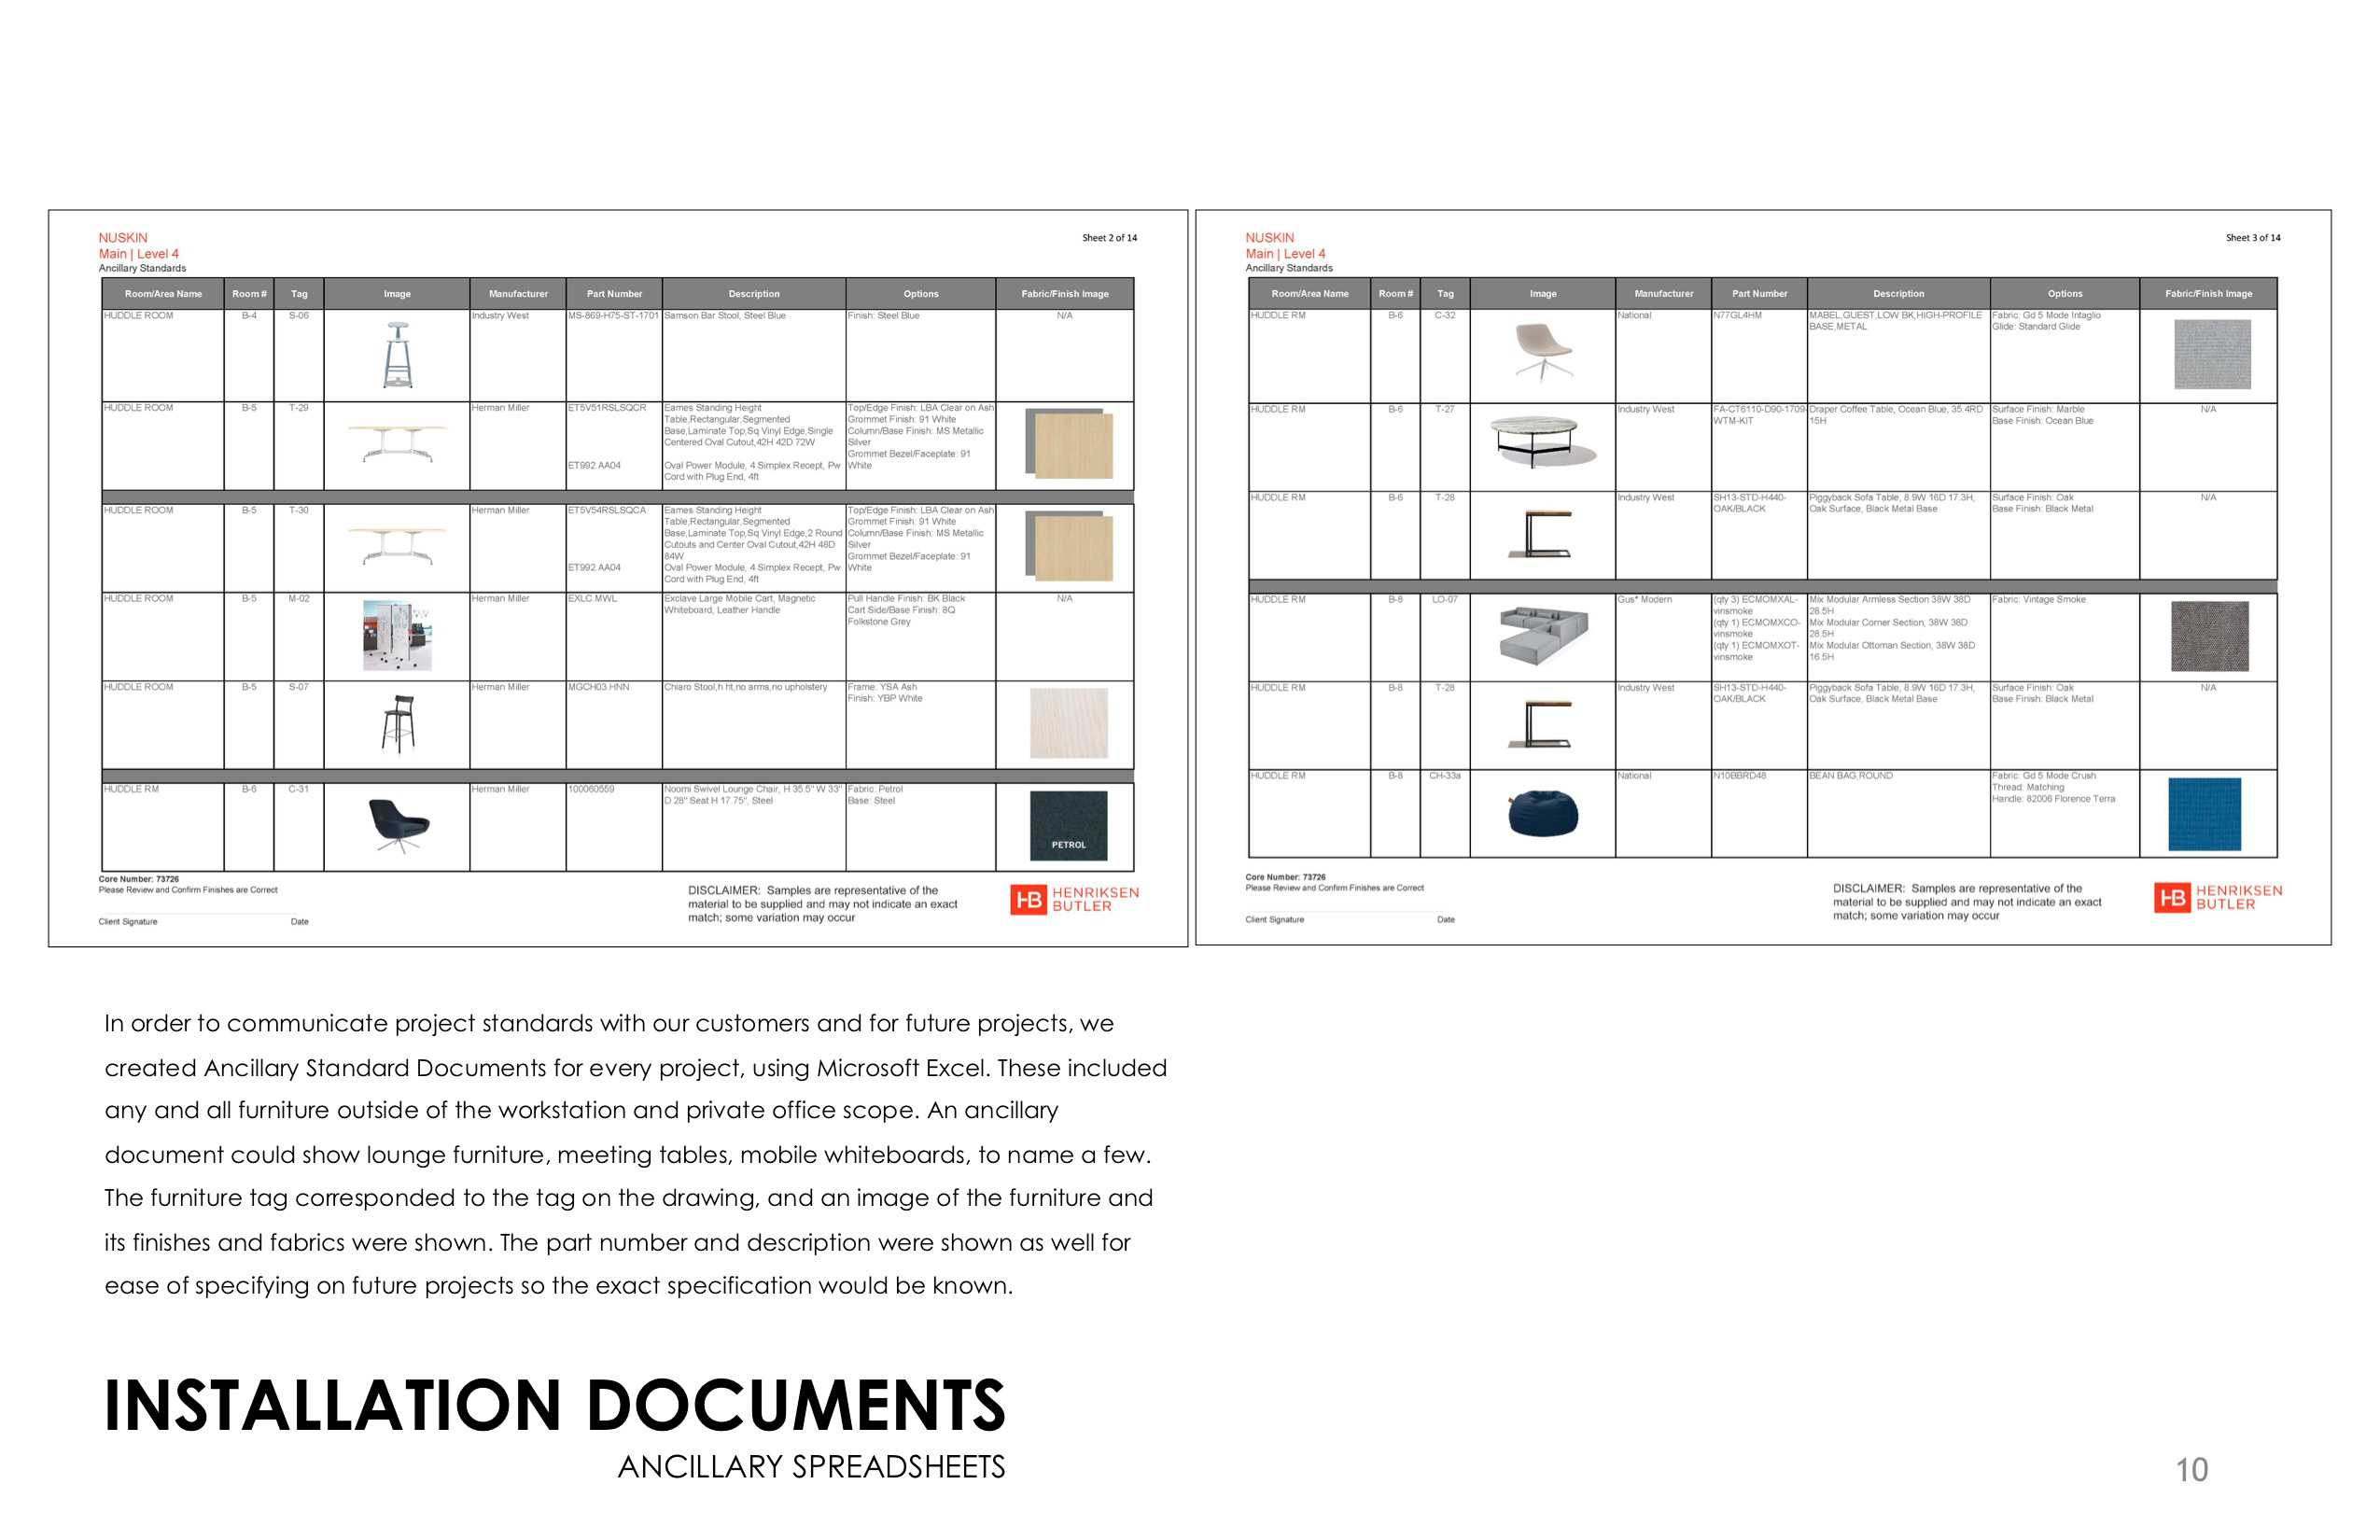 NUSKIN
Main | Level 4
Ancillary Standards
Sheet 2 of 14
Room/Area Name Room # Tag Image Manufacturer Part Number Description Options Fabric/Finish Image
HUDDLE ROOM B-4 S-06 Industry West MS-869-H75-ST-1701 Samson Bar Stool, Steel Blue Finish: Steel Blue N/A
HUDDLE ROOM B-5 T-29 Herman Miller ET5V51RSLSQCR Eames Standing Height Top/Edge Finish: LBA Clear on Ash
Table,Rectangular,Segmented Grommet Finish: 91 White
Base,Laminate Top,Sq Vinyl Edge,Single Column/Base Finish: MS Metallic
Centered Oval Cutout,42H 42D 72W Silver
Grommet Bezel/Faceplate: 91
ET992.AA04 Oval Power Module, 4 Simplex Recept, Pw White
Cord with Plug End, 4ft
HUDDLE ROOM B-5 T-30 Herman Miller ET5V54RSLSQCA Eames Standing Height Top/Edge Finish: LBA Clear on Ash
Table,Rectangular,Segmented Grommet Finish: 91 White
Base,Laminate Top,Sq Vinyl Edge,2 Round Column/Base Finish: MS Metallic
Cutouts and Center Oval Cutout,42H 48D Silver
84W Grommet Bezel/Faceplate: 91
ET992.AA04 Oval Power Module, 4 Simplex Recept, Pw White
Cord with Plug End, 4ft
HUDDLE ROOM B-5 M-02 Herman Miller EXLC.MWL Exclave Large Mobile Cart, Magnetic Pull Handle Finish: BK Black N/A
Whiteboard, Leather Handle Cart Side/Base Finish: 8Q
Folkstone Grey
HUDDLE ROOM B-5 S-07 Herman Miller MGCH03.HNN Chiaro Stool,h ht,no arms,no upholstery Frame: YSA Ash
Finish: YBP White
HUDDLE RM B-6 C-31 Herman Miller 100060559 Noomi Swivel Lounge Chair, H 35.5" W 33" Fabric: Petrol
D 28" Seat H 17.75", Steel Base: Steel
PETROL
Core Number: 73726
Please Review and Confirm Finishes are Correct
Client Signature Date
DISCLAIMER: Samples are representative of the
material to be supplied and may not indicate an exact
match; some variation may occur
HB HENRIKSEN
BUTLER
NUSKIN
Main | Level 4
Ancillary Standards
Sheet 3 of 14
Room/Area Name Room # Tag Image Manufacturer Part Number Description Options Fabric/Finish Image
HUDDLE RM B-6 C-32 National N77GL4HM MABEL,GUEST,LOW BK,HIGH-PROFILE Fabric: Gd 5 Mode Intaglio
BASE,METAL Glide: Standard Glide
HUDDLE RM B-6 T-27 Industry West FA-CT6110-D90-1709- Draper Coffee Table, Ocean Blue, 35.4RD Surface Finish: Marble N/A
WTM-KIT 15H Base Finish: Ocean Blue
HUDDLE RM B-6 T-28 Industry West SH13-STD-H440- Piggyback Sofa Table, 8.9W 16D 17.3H, Surface Finish: Oak N/A
OAK/BLACK Oak Surface, Black Metal Base Base Finish: Black Metal
HUDDLE RM B-8 LO-07 Gus* Modern (qty 3) ECMOMXAL- Mix Modular Armless Section 38W 38D Fabric: Vintage Smoke
vinsmoke 28.5H
(qty 1) ECMOMXCO- Mix Modular Corner Section, 38W 38D
vinsmoke 28.5H
(qty 1) ECMOMXOT- Mix Modular Ottoman Section, 38W 38D
vinsmoke 16.5H
HUDDLE RM B-8 T-28 Industry West SH13-STD-H440- Piggyback Sofa Table, 8.9W 16D 17.3H, Surface Finish: Oak N/A
OAK/BLACK Oak Surface, Black Metal Base Base Finish: Black Metal
HUDDLE RM B-8 CH-33a National N10BBRD48 BEAN BAG,ROUND Fabric: Gd 5 Mode Crush
Thread: Matching
Handle: 82006 Florence Terra
Core Number: 73726
Please Review and Confirm Finishes are Correct
Client Signature Date
DISCLAIMER: Samples are representative of the
material to be supplied and may not indicate an exact
match; some variation may occur
HB HENRIKSEN
BUTLER
In order to communicate project standards with our customers and for future projects, we
created Ancillary Standard Documents for every project, using Microsoft Excel. These included
any and all furniture outside of the workstation and private office scope. An ancillary
document could show lounge furniture, meeting tables, mobile whiteboards, to name a few.
The furniture tag corresponded to the tag on the drawing, and an image of the furniture and
its finishes and fabrics were shown. The part number and description were shown as well for
ease of specifying on future projects so the exact specification would be known.
INSTALLATION DOCUMENTS
ANCILLARY SPREADSHEETS
10